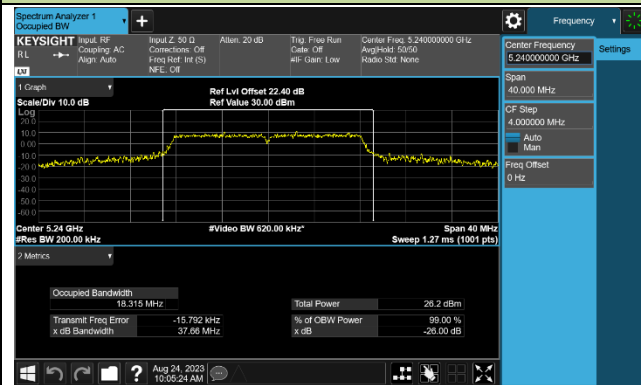 Spectrum Analyzer 1
Occupied BW
Frequency
KEYSIGHT Input: RF
RL
Coupling: AC
Align: Auto
Input Z: 50 Ω
Corrections: Off
Freq Ref: Int (S)
NFE: Off
Atten: 20 dB
Trig: Free Run
Gate: Off
#IF Gain: Low
Center Freq: 5.240000000 GHz
Avg|Hold: 50/50
Radio Std: None
LXI
1 Graph
Scale/Div 10.0 dB
Ref Lvl Offset 22.40 dB
Ref Value 30.00 dBm
Log
20.0
10.0
0.00
-10.0
-20.0
-30.0
-40.0
-50.0
-60.0
Center 5.24 GHz
#Res BW 200.00 kHz
#Video BW 620.00 kHz*
Span 40 MHz
Sweep 1.27 ms (1001 pts)
2 Metrics
Occupied Bandwidth
18.315 MHz
Total Power 26.2 dBm
Transmit Freq Error -15.792 kHz
% of OBW Power 99.00 %
x dB Bandwidth 37.66 MHz
x dB -26.00 dB
Aug 24, 2023
10:05:24 AM
Center Frequency
5.240000000 GHz
Settings
Span
40.000 MHz
CF Step
4.000000 MHz
Auto
Man
Freq Offset
0 Hz